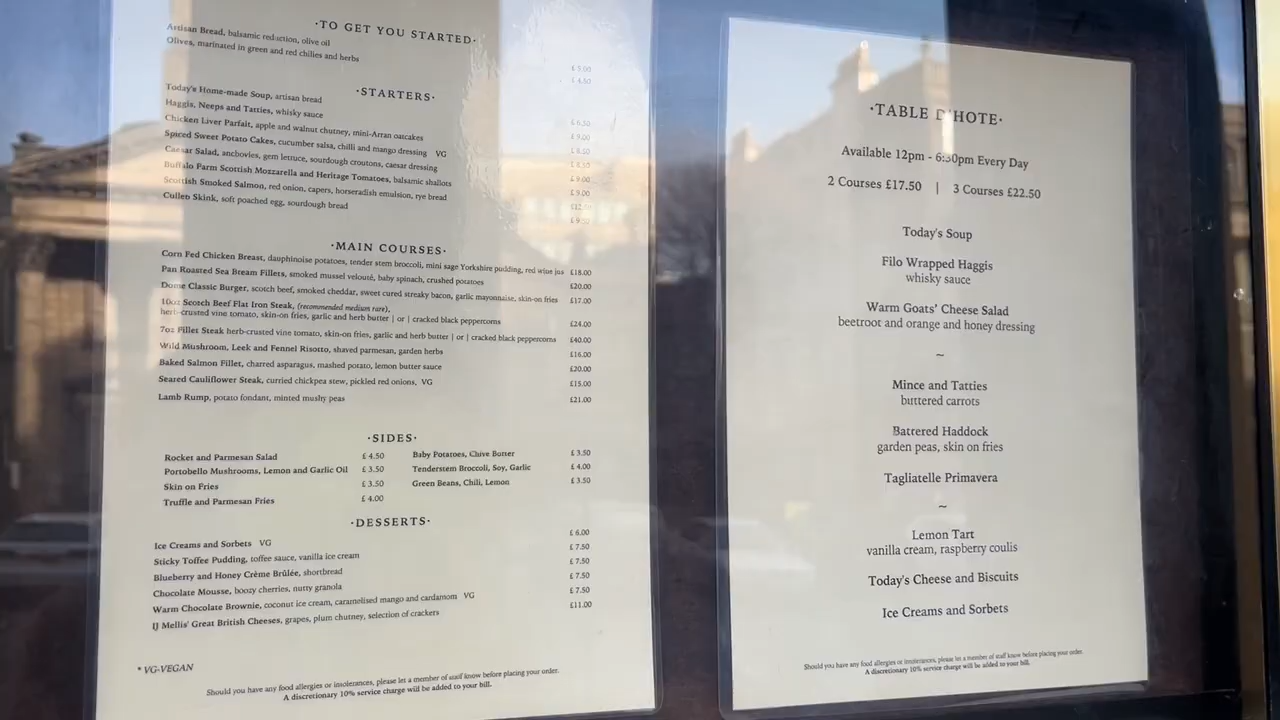 ·TO GET YOU STARTED·
Artisan Bread, balsamic reduction, olive oil
Olives, marinated in green and red chilies and herbs
£ 5.00
£ 4.50
·STARTERS·
Today's Home-made Soup, artisan bread £ 6.50
Haggis, Neeps and Tatties, whisky sauce £ 9.00
Chicken Liver Parfait, apple and walnut chutney, mini-Arran oatcakes £ 8.50
Spiced Sweet Potato Cakes, cucumber salsa, chilli and mango dressing VG £ 8.50
Caesar Salad, anchovies, gem lettuce, sourdough croutons, caesar dressing £ 9.00
Buffalo Parm Scottish Mozzarella and Heritage Tomatoes, balsamic shallots £ 9.00
Scottish Smoked Salmon, red onion, capers, horseradish emulsion, rye bread
Cullen Skink, soft poached egg, sourdough bread £ 9.50
·MAIN COURSES·
Corn Fed Chicken Breast, dauphinoise potatoes, tender stem broccoli, mini sage Yorkshire pudding, red wine jus £18.00
Pan Roasted Sea Bream Fillets, smoked mussel velouté, baby spinach, crushed potatoes £20.00
Dome Classic Burger, scotch beef, smoked cheddar, sweet cured streaky bacon, garlic mayonnaise, skin-on fries £17.00
10oz Scotch Beef Flat Iron Steak, (recommended medium rare),
herb-crusted vine tomato, skin-on fries, garlic and herb butter | or | cracked black peppercorns £24.00
7oz Fillet Steak herb-crusted vine tomato, skin-on fries, garlic and herb butter | or | cracked black peppercorns £40.00
Wild Mushroom, Leek and Fennel Risotto, shaved parmesan, garden herbs £16.00
Baked Salmon Fillet, charred asparagus, mashed potato, lemon butter sauce £20.00
Seared Cauliflower Steak, curried chickpea stew, pickled red onions, VG £15.00
Lamb Rump, potato fondant, minted mushy peas £21.00
·SIDES·
Rocket and Parmesan Salad £ 4.50 Baby Potatoes, Chive Butter £ 3.50
Portobello Mushrooms, Lemon and Garlic Oil £ 3.50 Tenderstem Broccoli, Soy, Garlic £ 4.00
Skin on Fries £ 3.50 Green Beans, Chili, Lemon £ 3.50
Truffle and Parmesan Fries £ 4.00
·DESSERTS·
Ice Creams and Sorbets VG £ 6.00
Sticky Toffee Pudding, toffee sauce, vanilla ice cream £ 7.50
Blueberry and Honey Crème Brûlée, shortbread £ 7.50
Chocolate Mousse, boozy cherries, nutty granola £ 7.50
Warm Chocolate Brownie, coconut ice cream, caramelised mango and cardamom VG £ 7.50
IJ Mellis' Great British Cheeses, grapes, plum chutney, selection of crackers £11.00
* VG-VEGAN
Should you have any food allergies or intolerances, please let a member of staff know before placing your order.
A discretionary 10% service charge will be added to your bill.
·TABLE D'HOTE·
Available 12pm - 6:30pm Every Day
2 Courses £17.50 | 3 Courses £22.50
Today's Soup
Filo Wrapped Haggis
whisky sauce
Warm Goats' Cheese Salad
beetroot and orange and honey dressing
~
Mince and Tatties
buttered carrots
Battered Haddock
garden peas, skin on fries
Tagliatelle Primavera
~
Lemon Tart
vanilla cream, raspberry coulis
Today's Cheese and Biscuits
Ice Creams and Sorbets
Should you have any food allergies or intolerances, please let a member of staff know before placing your order.
A discretionary 10% service charge will be added to your bill.